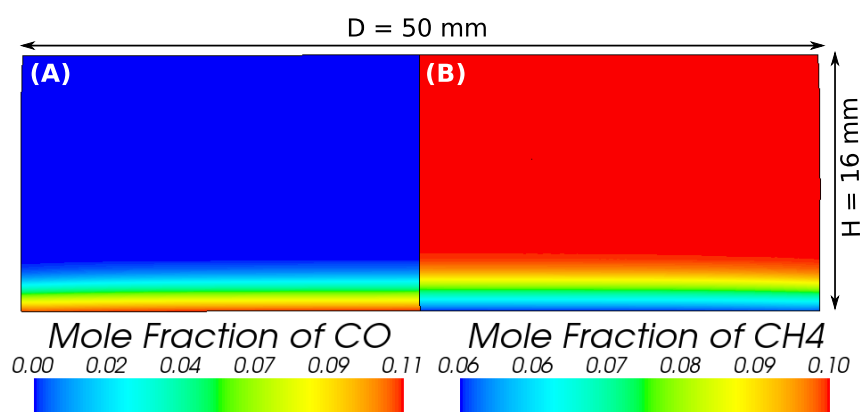 D = 50 mm
(A) (B)
H = 16 mm
Mole Fraction of CO Mole Fraction of CH4
0.00 0.02 0.04 0.07 0.09 0.11 0.06 0.06 0.07 0.08 0.09 0.10